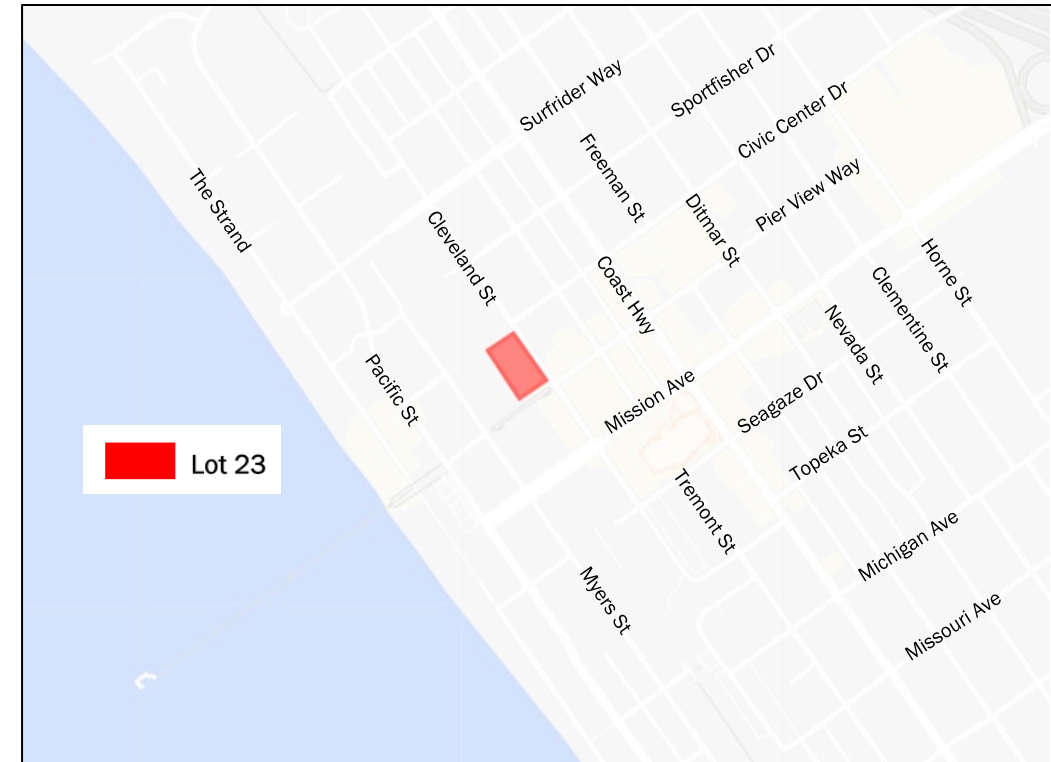 Surfrider Way
Sportfisher Dr
Civic Center Dr
Pier View Way
Freeman St
Ditmar St
The Strand
Cleveland St
Coast Hwy
Horne St
Clementine St
Nevada St
Pacific St
Mission Ave
Seagaze Dr
Topeka St
Lot 23
Tremont St
Michigan Ave
Myers St
Missouri Ave